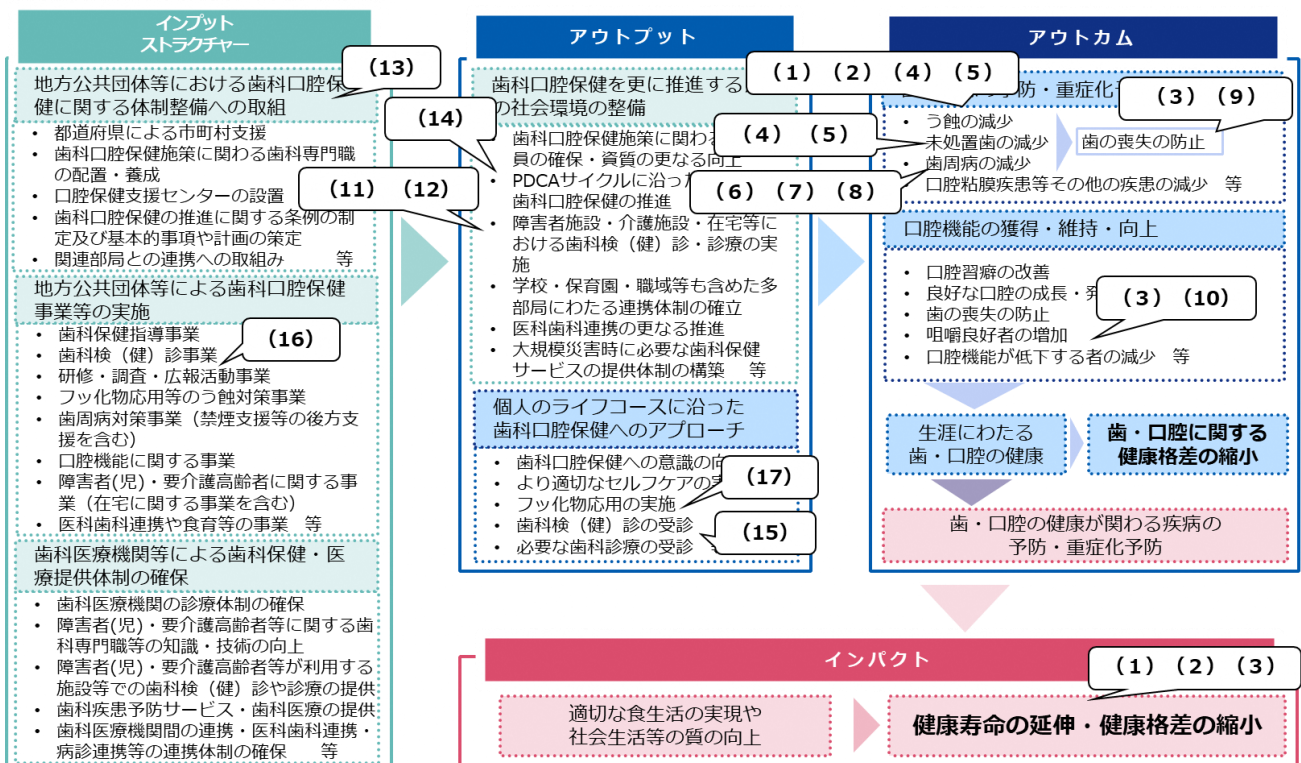 インプット
ストラクチャー
地方公共団体等における歯科口腔保
健に関する体制整備への取組
(13)
• 都道府県による市町村支援
• 歯科口腔保健施策に関わる歯科専門職
の配置・養成
• 口腔保健支援センターの設置
• 歯科口腔保健の推進に関する条例の制
定及び基本的事項や計画の策定
• 関連部局との連携への取組み 等
地方公共団体等による歯科口腔保健
事業等の実施
• 歯科保健指導事業
• 歯科検（健）診事業
(16)
• 研修・調査・広報活動事業
• フッ化物応用等のう蝕対策事業
• 歯周病対策事業（禁煙支援等の後方支
援を含む）
• 口腔機能に関する事業
• 障害者(児)・要介護高齢者に関する事
業（在宅に関する事業を含む）
• 医科歯科連携や食育等の事業 等
歯科医療機関等による歯科保健・医
療提供体制の確保
• 歯科医療機関の診療体制の確保
• 障害者(児)・要介護高齢者等に関する歯
科専門職等の知識・技術の向上
• 障害者(児)・要介護高齢者等が利用する
施設等での歯科検（健）診や診療の提供
• 歯科疾患予防サービス・歯科医療の提供
• 歯科医療機関間の連携・医科歯科連携・
病診連携等の連携体制の確保 等
アウトプット
歯科口腔保健を更に推進する
の社会環境の整備
(14)
歯科口腔保健施策に関わ
員の確保・資質の更なる向上
• PDCAサイクルに沿った
歯科口腔保健の推進
(11) (12)
• 障害者施設・介護施設・在宅等に
おける歯科検（健）診・診療の実
施
• 学校・保育園・職域等も含めた多
部局にわたる連携体制の確立
• 医科歯科連携の更なる推進
• 大規模災害時に必要な歯科保健
サービスの提供体制の構築 等
個人のライフコースに沿った
歯科口腔保健へのアプローチ
• 歯科口腔保健への意識の向
• より適切なセルフケアの
• フッ化物応用の実施
(17)
• 歯科検（健）診の受診
• 必要な歯科診療の受診
(15)
アウトカム
(1) (2) (4) (5)
防・重症化
(3) (9)
• う蝕の減少
(4) (5)
未処置歯の減少
歯の喪失の防止
• 歯周病の減少
(6) (7) (8)
口腔粘膜疾患等その他の疾患の減少 等
口腔機能の獲得・維持・向上
• 口腔習癖の改善
• 良好な口腔の成長・発
(3) (10)
• 歯の喪失の防止
• 咀嚼良好者の増加
• 口腔機能が低下する者の減少 等
生涯にわたる
歯・口腔の健康
歯・口腔に関する
健康格差の縮小
歯・口腔の健康が関わる疾病の
予防・重症化予防
インパクト
(1) (2) (3)
適切な食生活の実現や
社会生活等の質の向上
健康寿命の延伸・健康格差の縮小